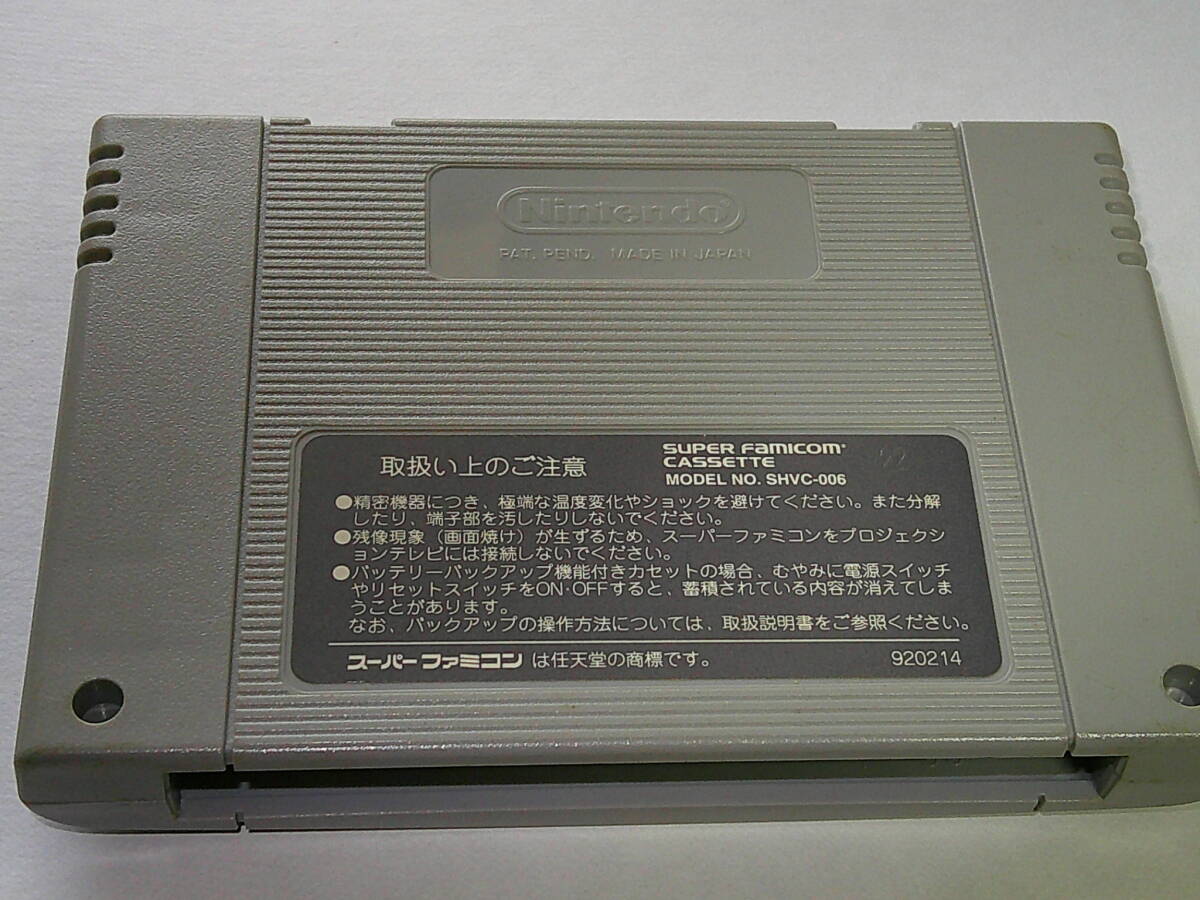 Nintendo®
PAT. PEND. MADE IN JAPAN
取扱い上のご注意
SUPER FAMICOM®
CASSETTE
MODEL NO. SHVC-006
●精密機器につき、極端な温度変化やショックを避けてください。また分解
したり、端子部を汚したりしないでください。
●残像現象（画面焼け）が生ずるため、スーパーファミコンをプロジェクシ
ョンテレビには接続しないでください。
●バッテリーバックアップ機能付きカセットの場合、むやみに電源スイッチ
やリセットスイッチをON·OFFすると、蓄積されている内容が消えてしま
うことがあります。
なお、バックアップの操作方法については、取扱説明書をご参照ください。
スーパーファミコン は任天堂の商標です。
920214